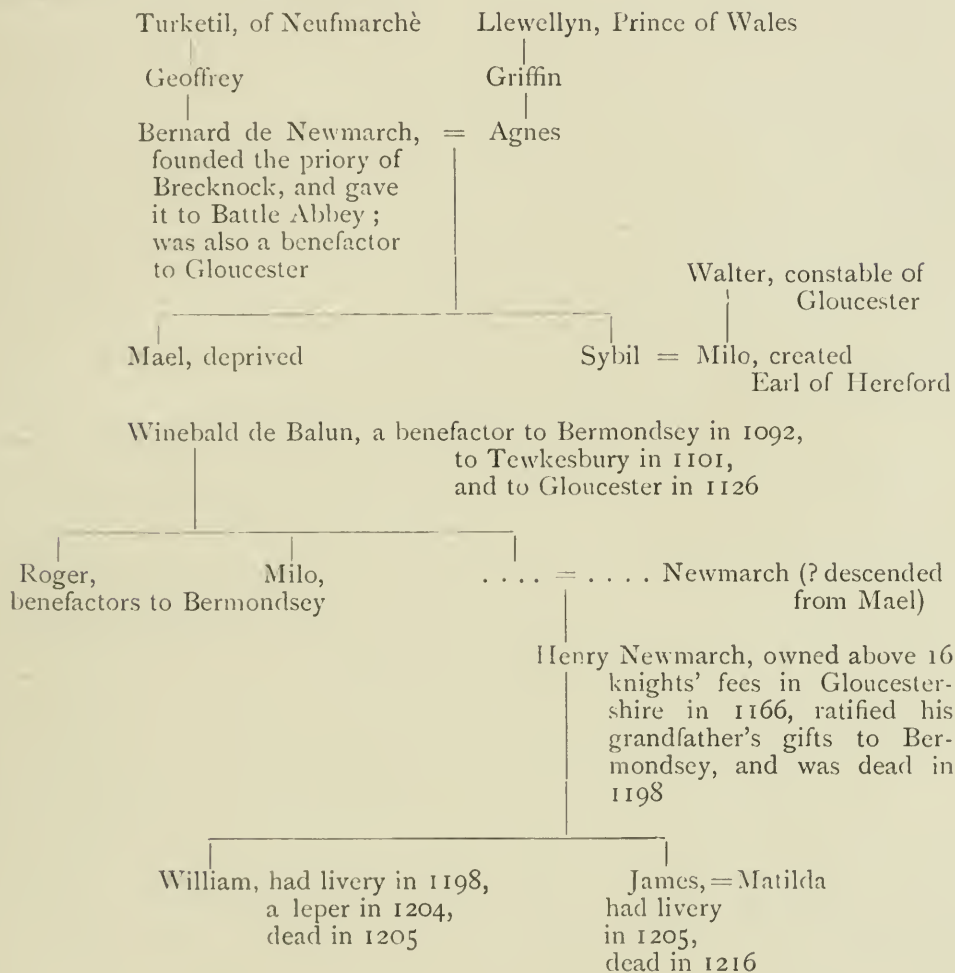 Turketil, of Neufmarchè Llewellyn, Prince of Wales
Geoffrey Griffin
Bernard de Newmarch, = Agnes
founded the priory of
Brecknock, and gave
it to Battle Abbey ;
was also a benefactor
to Gloucester
Walter, constable of
Gloucester
Mael, deprived Sybil = Milo, created
Earl of Hereford
Winebald de Balun, a benefactor to Bermondsey in 1092,
to Tewkesbury in 1101,
and to Gloucester in 1126
Roger, Milo, . . . . = . . . . Newmarch (? descended
benefactors to Bermondsey from Mael)
Henry Newmarch, owned above 16
knights’ fees in Gloucester-
shire in 1166, ratified his
grandfather’s gifts to Ber-
mondsey, and was dead in
1198
William, had livery in 1198, James, = Matilda
a leper in 1204, had livery
dead in 1205 in 1205,
dead in 1216